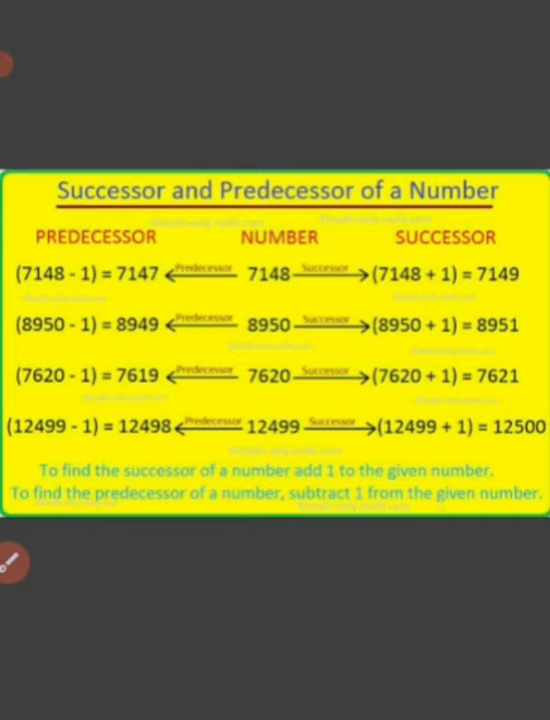 Successor and Predecessor of a Number
PREDECESSOR NUMBER SUCCESSOR
(7148 - 1) = 7147 Predecessor 7148 Successor (7148 + 1) = 7149
(8950 - 1) = 8949 Predecessor 8950 Successor (8950 + 1) = 8951
(7620 - 1) = 7619 Predecessor 7620 Successor (7620 + 1) = 7621
(12499 - 1) = 12498 Predecessor 12499 Successor (12499 + 1) = 12500
To find the successor of a number add 1 to the given number.
To find the predecessor of a number, subtract 1 from the given number.